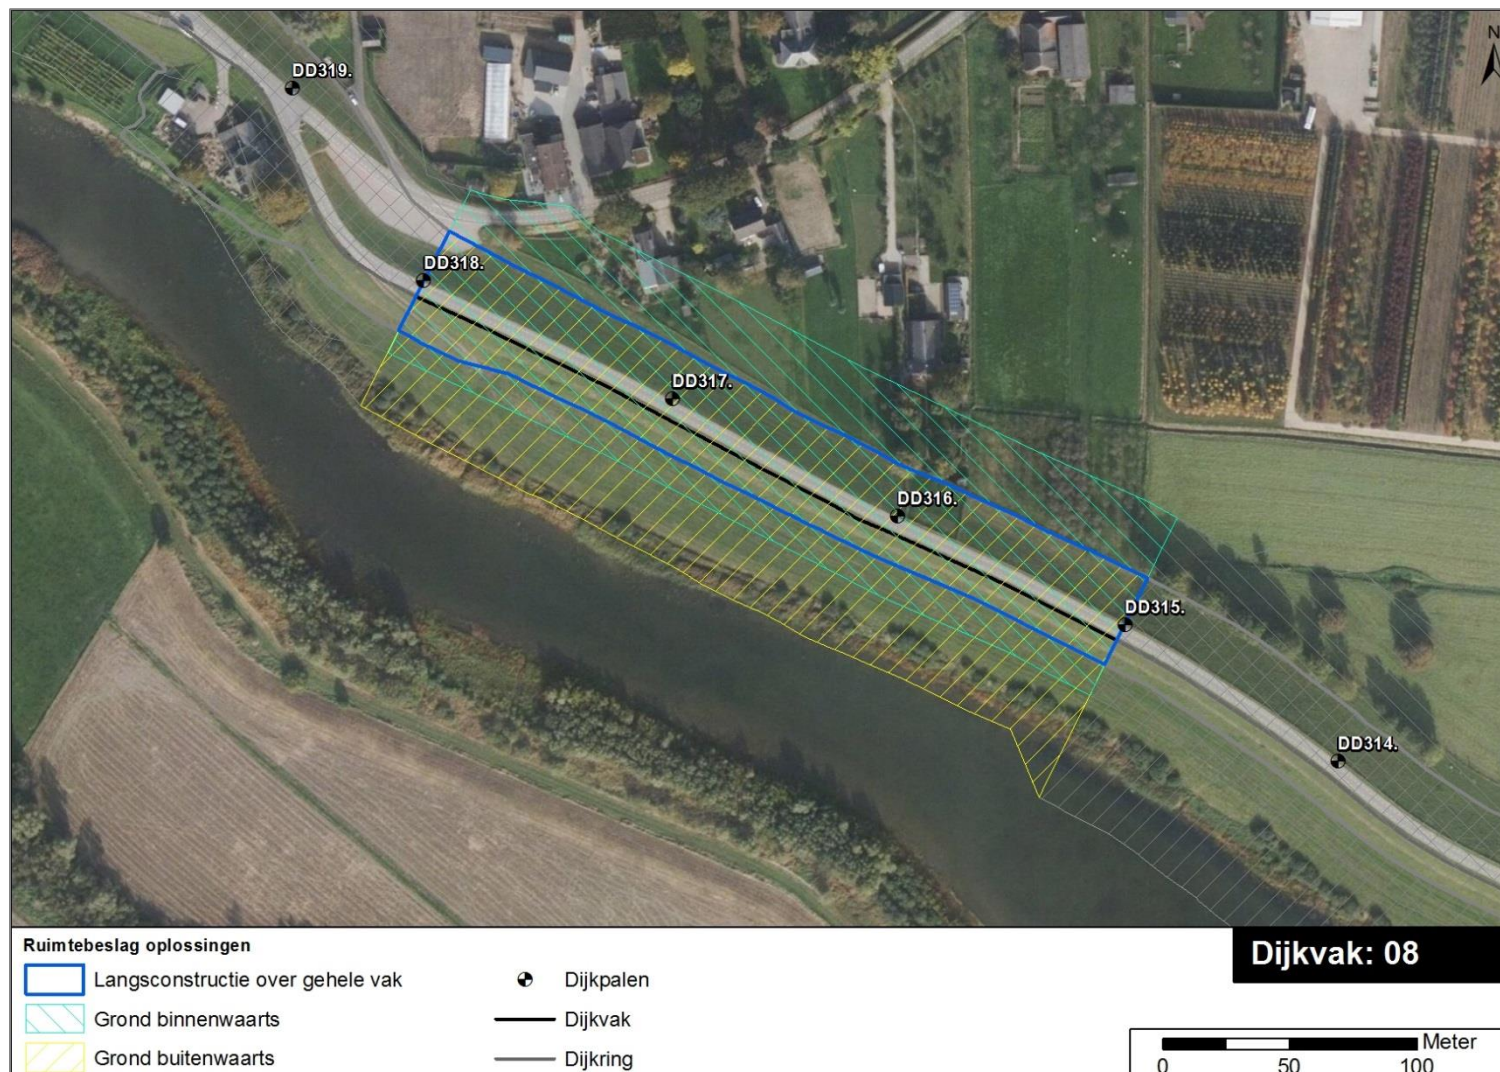 N
DD319.
DD318.
DD317.
DD316.
DD315.
DD314.
Dijkvak: 08
Ruimtebeslag oplossingen
Langsconstructie over gehele vak
Grond binnenwaarts
Grond buitenwaarts
Dijkpalen
Dijkvak
Dijkring
Meter
0 50 100